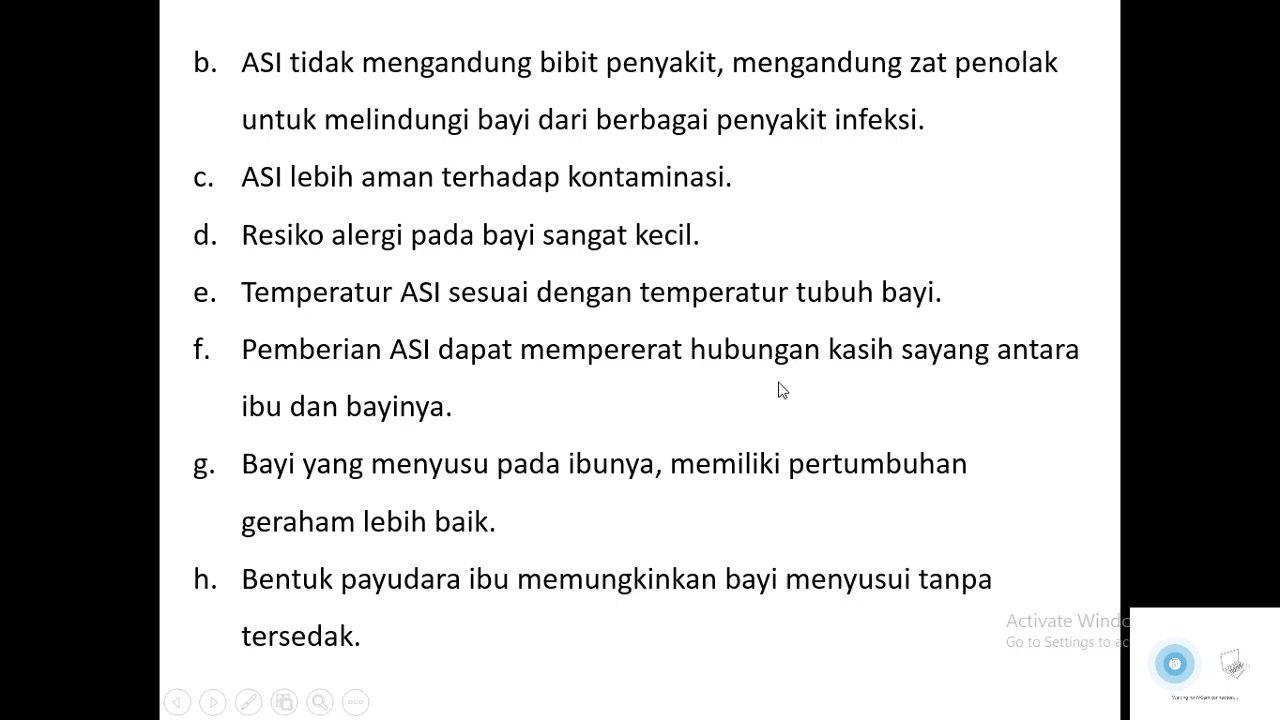 b. ASI tidak mengandung bibit penyakit, mengandung zat penolak
untuk melindungi bayi dari berbagai penyakit infeksi.
c. ASI lebih aman terhadap kontaminasi.
d. Resiko alergi pada bayi sangat kecil.
e. Temperatur ASI sesuai dengan temperatur tubuh bayi.
f. Pemberian ASI dapat mempererat hubungan kasih sayang antara
ibu dan bayinya.
g. Bayi yang menyusu pada ibunya, memiliki pertumbuhan
geraham lebih baik.
h. Bentuk payudara ibu memungkinkan bayi menyusui tanpa
tersedak.
Activate Windo
Go to Settings to ac